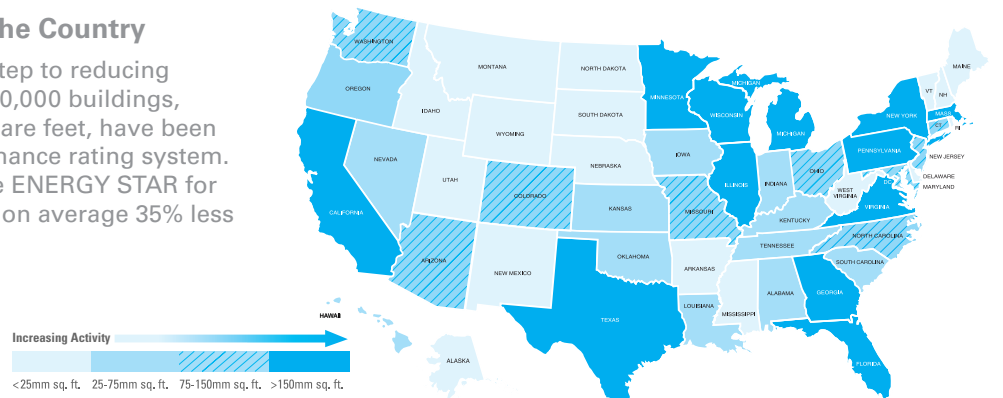 he Country
tep to reducing
0,000 buildings,
are feet, have been
nance rating system.
e ENERGY STAR for
on average 35% less
WASHINGTON
OREGON
CALIFORNIA
NEVADA
IDAHO
MONTANA
WYOMING
UTAH
ARIZONA
COLORADO
NEW MEXICO
NORTH DAKOTA
SOUTH DAKOTA
NEBRASKA
KANSAS
OKLAHOMA
TEXAS
MINNESOTA
IOWA
MISSOURI
ARKANSAS
LOUISIANA
WISCONSIN
ILLINOIS
MICHIGAN
MICHIGAN
INDIANA
OHIO
KENTUCKY
TENNESSEE
MISSISSIPPI
ALABAMA
GEORGIA
FLORIDA
SOUTH CAROLINA
NORTH CAROLINA
VIRGINIA
WEST
VIRGINIA
DC
PENNSYLVANIA
NEW YORK
VT
NH
MAINE
MASS
CT
RI
NEW JERSEY
DELAWARE
MARYLAND
HAWAII
ALASKA
Increasing Activity
<25mm sq. ft. 25-75mm sq. ft. 75-150mm sq. ft. >150mm sq. ft.